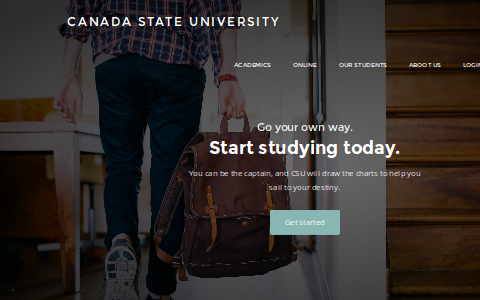 CANADA STATE UNIVERSITY
ACADEMICS ONLINE OUR STUDENTS ABOUT US LOGIN
Go your own way.
Start studying today.
You can be the captain, and CSU will draw the charts to help you
sail to your destiny.
Get started